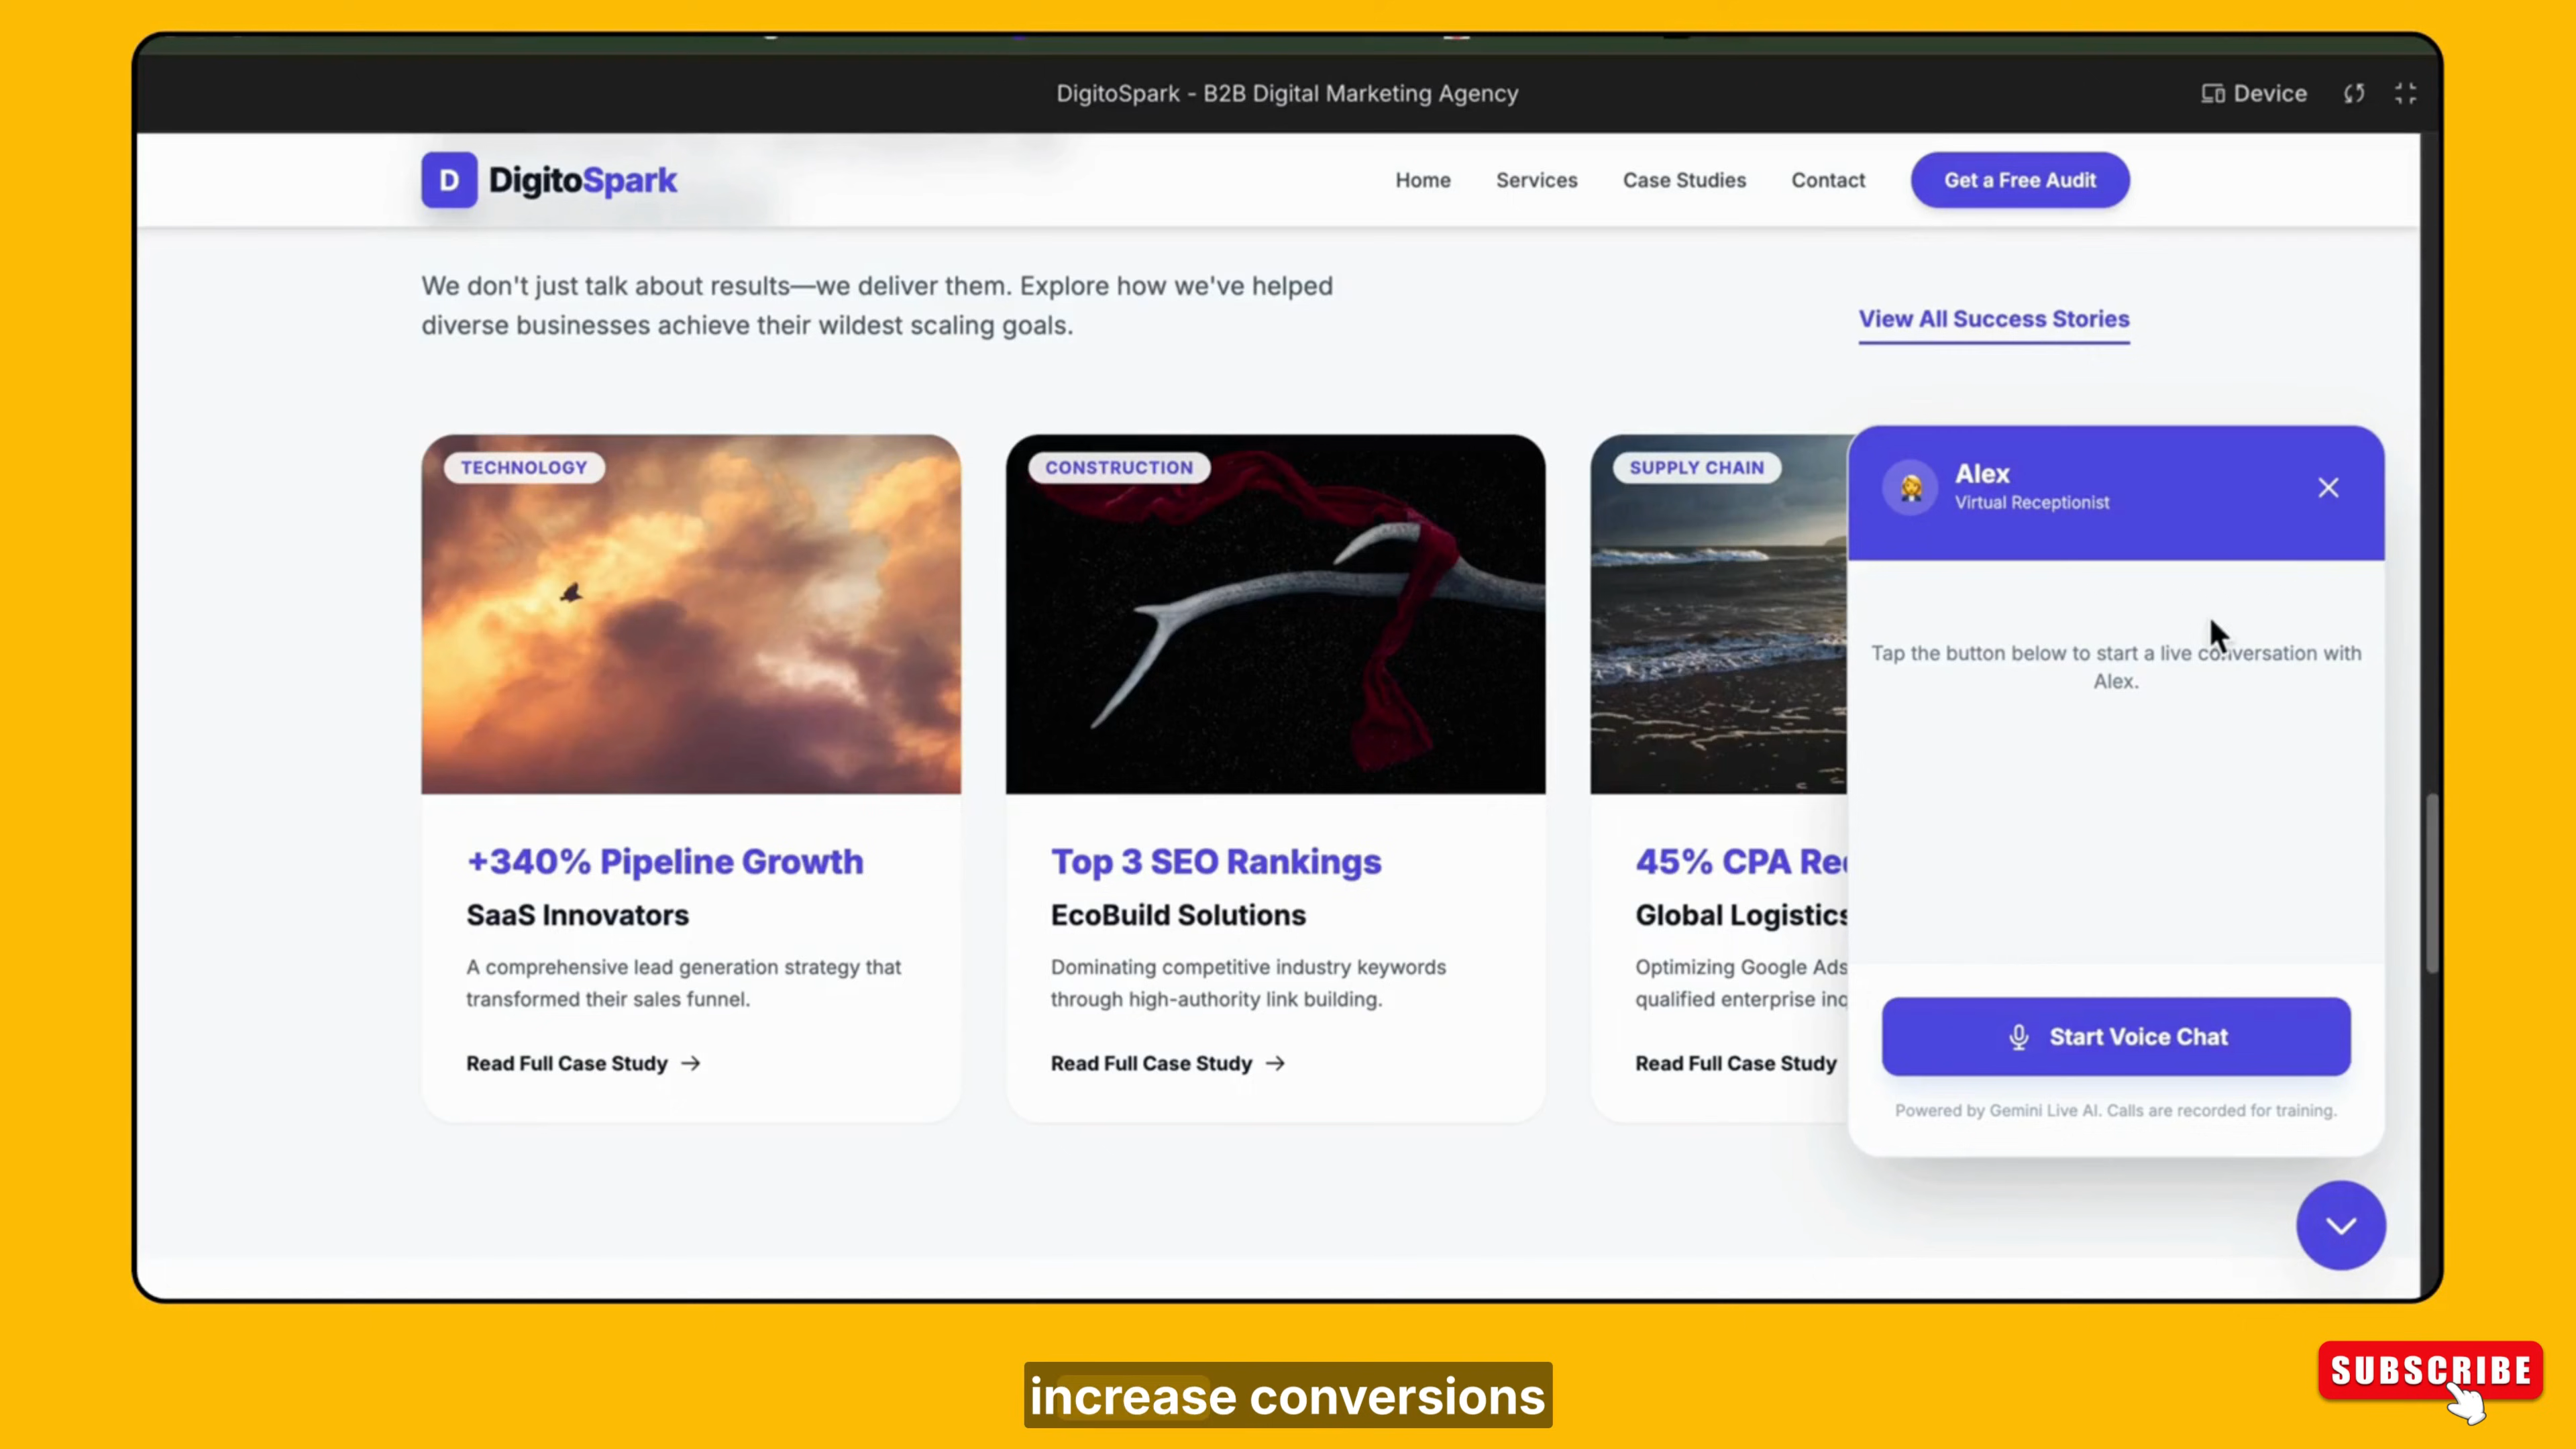 DigitoSpark - B2B Digital Marketing Agency
Device
D DigitoSpark
Home
Services
Case Studies
Contact
Get a Free Audit
We don't just talk about results—we deliver them. Explore how we've helped
diverse businesses achieve their wildest scaling goals.
View All Success Stories
TECHNOLOGY
+340% Pipeline Growth
SaaS Innovators
A comprehensive lead generation strategy that
transformed their sales funnel.
Read Full Case Study
CONSTRUCTION
Top 3 SEO Rankings
EcoBuild Solutions
Dominating competitive industry keywords
through high-authority link building.
Read Full Case Study
SUPPLY CHAIN
45% CPA
Global Logistics
Optimizing Google Ads
qualified enterprise
Read Full Case Study
Alex
Virtual Receptionist
Tap the button below to start a live conversation with
Alex.
Start Voice Chat
Powered by Gemini Live AI. Calls are recorded for training.
increase conversions
SUBSCRIBE